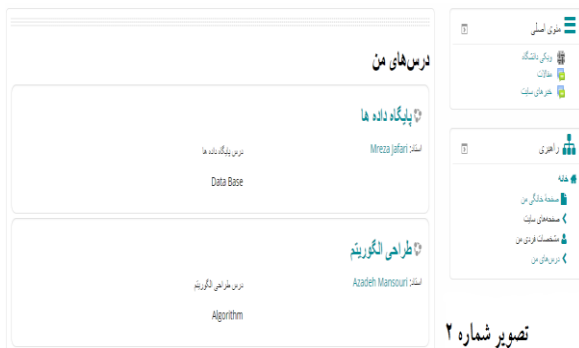 منوی اصلی
ویکی دانشگاه
مقالات
خبرهای سایت
راهبری
خانه
صفحهٔ خانگی من
صفحه‌های سایت
مشخصات فردی من
درس‌های من
درس‌های من
پایگاه داده ها
استاد: Mreza Jafari
درس پایگاه داده ها
Data Base
طراحی الگوریتم
استاد: Azadeh Mansouri
درس طراحی الگوریتم
Algorithm
تصویر شماره ۲